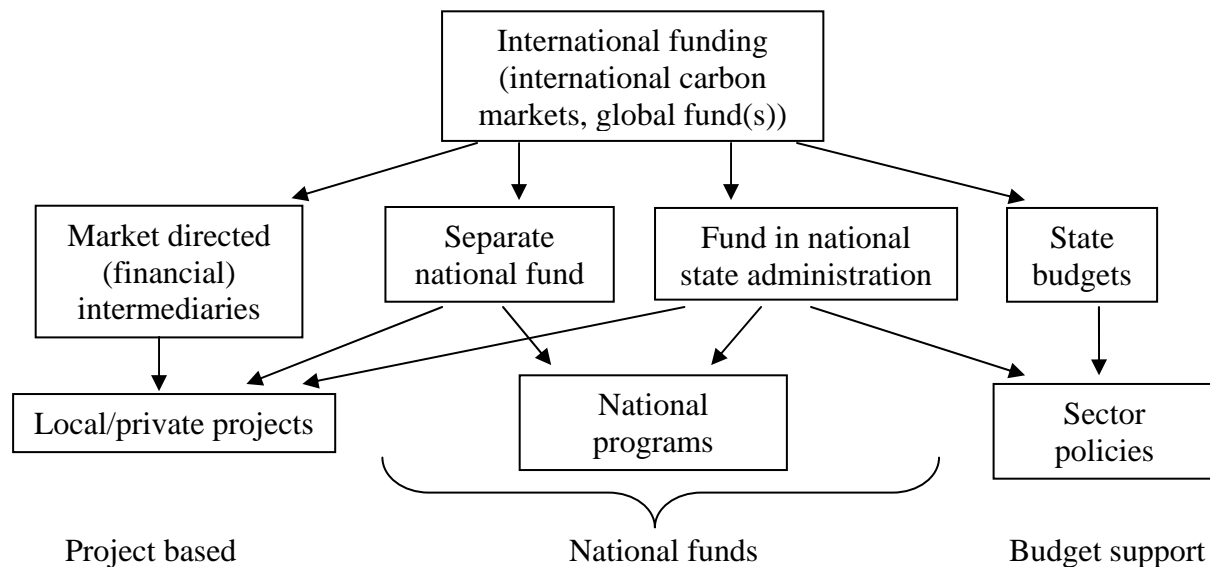 International funding
(international carbon
markets, global fund(s))
Market directed
(financial)
intermediaries
Separate
national fund
Fund in national
state administration
State
budgets
Local/private projects
National
programs
Sector
policies
Project based
National funds
Budget support